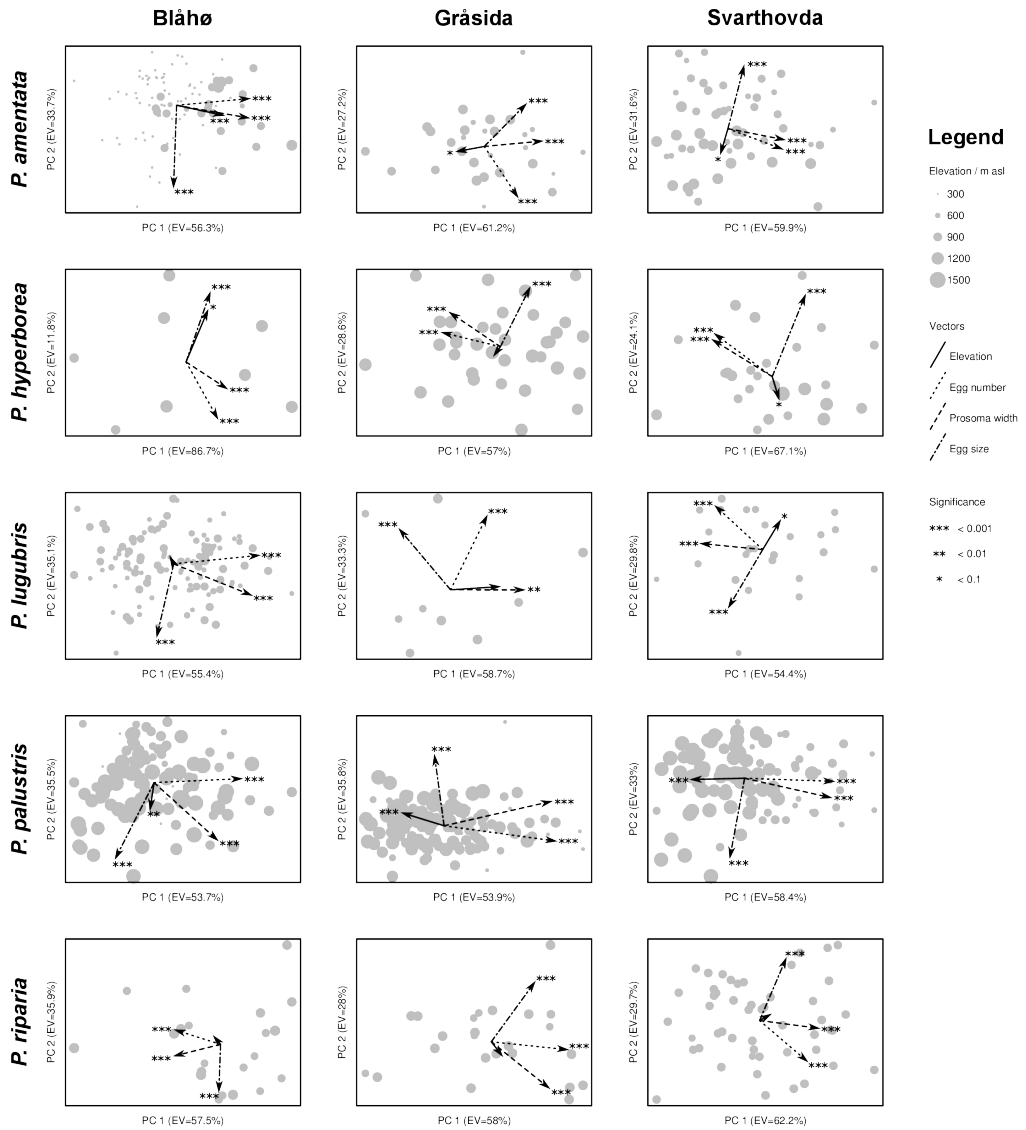 Blåhø Gråsida Svarthovda
P. amentata
PC 2 (EV=33.7%)
***
***
***
***
PC 1 (EV=56.3%)
PC 2 (EV=27.2%)
***
***
*
***
PC 1 (EV=61.2%)
PC 2 (EV=31.6%)
***
***
***
*
PC 1 (EV=59.9%)
P. hyperborea
PC 2 (EV=11.8%)
***
*
***
***
PC 1 (EV=86.7%)
PC 2 (EV=28.6%)
***
***
***
PC 1 (EV=57%)
PC 2 (EV=24.1%)
***
***
***
*
PC 1 (EV=67.1%)
P. lugubris
PC 2 (EV=35.1%)
***
***
***
PC 1 (EV=55.4%)
PC 2 (EV=33.3%)
***
***
**
PC 1 (EV=58.7%)
PC 2 (EV=29.8%)
***
*
***
***
PC 1 (EV=54.4%)
P. palustris
PC 2 (EV=35.5%)
***
**
***
***
PC 1 (EV=53.7%)
PC 2 (EV=35.8%)
***
***
***
***
PC 1 (EV=53.9%)
PC 2 (EV=33%)
***
***
***
***
PC 1 (EV=58.4%)
P. riparia
PC 2 (EV=35.9%)
***
***
***
PC 1 (EV=57.5%)
PC 2 (EV=28%)
***
***
***
PC 1 (EV=58%)
PC 2 (EV=29.7%)
***
***
***
PC 1 (EV=62.2%)
Legend
Elevation / m asl
300
600
900
1200
1500
Vectors
Elevation
Egg number
Prosoma width
Egg size
Significance
*** < 0.001
** < 0.01
* < 0.1